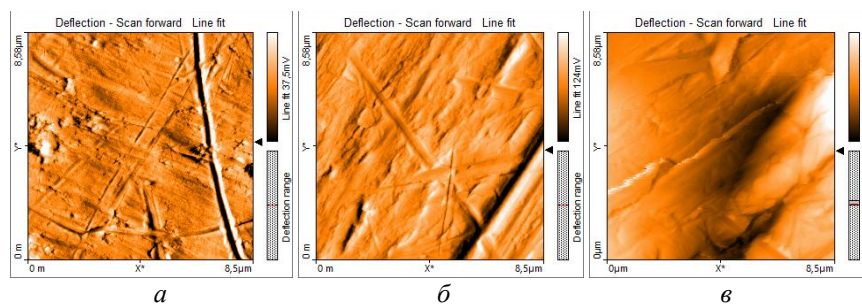 Deflection - Scan forward Line fit
8,58µm
Y*
0 m
0 m
X*
8,5µm
Line fit 37,5mV
Deflection range
а
Deflection - Scan forward Line fit
8,58µm
Y*
0 m
0 m
X*
8,5µm
Line fit 124mV
Deflection range
б
Deflection - Scan forward Line fit
8,58µm
Y*
0µm
0µm
X*
8,5µm
в